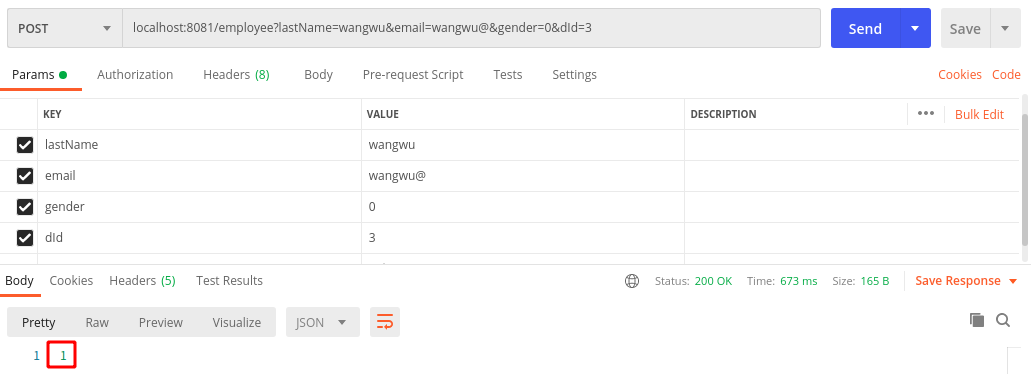 POST localhost:8081/employee?lastName=wangwu&email=wangwu@&gender=0&dId=3 Send Save
Params Authorization Headers (8) Body Pre-request Script Tests Settings Cookies Code
KEY VALUE DESCRIPTION Bulk Edit
lastName wangwu
email wangwu@
gender 0
dId 3
Body Cookies Headers (5) Test Results Status: 200 OK Time: 673 ms Size: 165 B Save Response
Pretty Raw Preview Visualize JSON
1 1